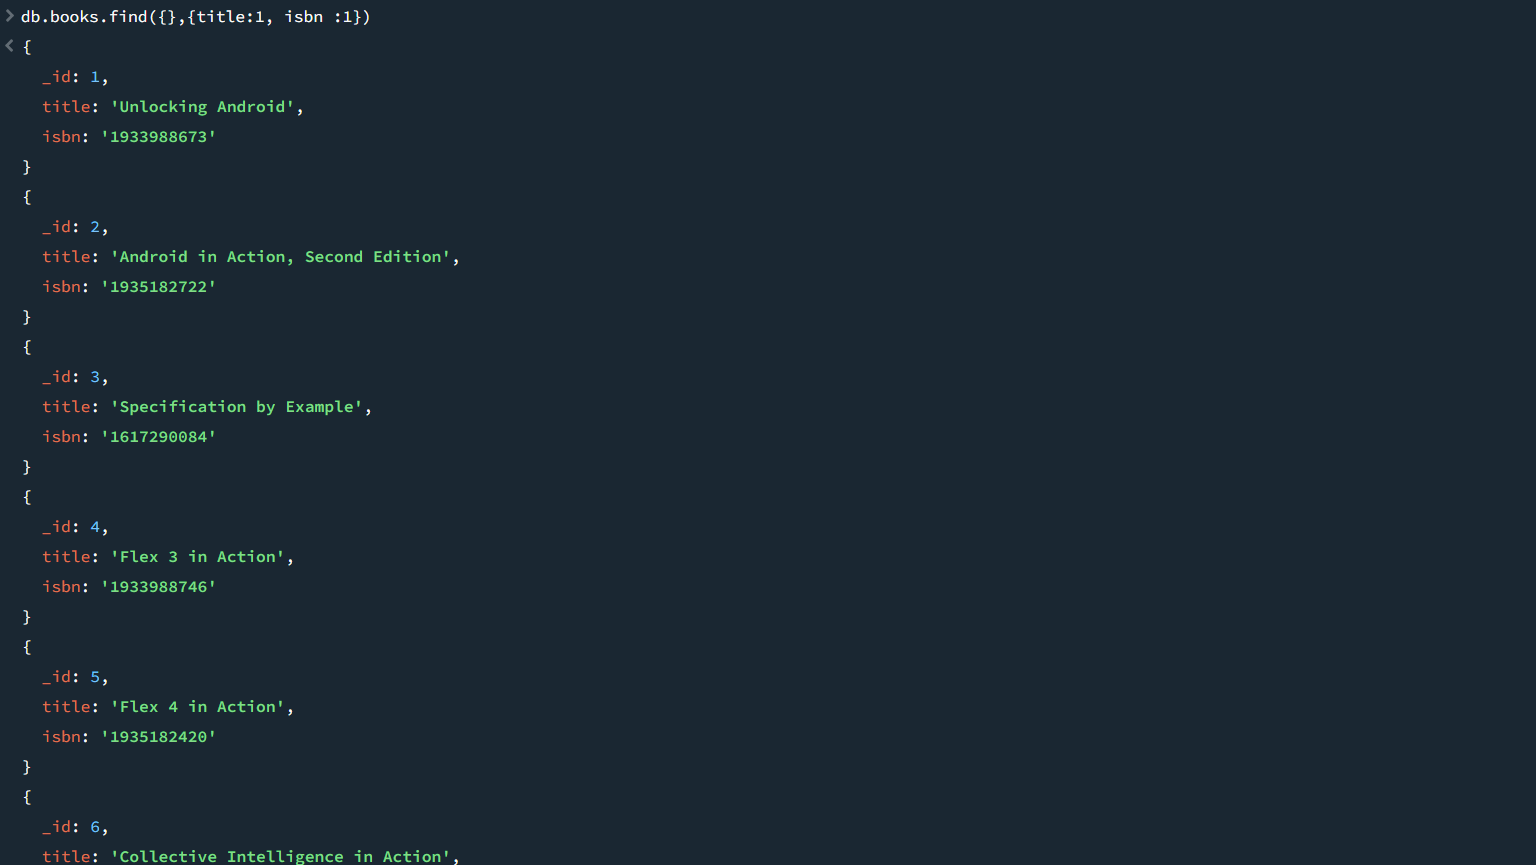 db.books.find({},{title:1, isbn :1})
{
_id: 1,
title: 'Unlocking Android',
isbn: '1933988673'
}
{
_id: 2,
title: 'Android in Action, Second Edition',
isbn: '1935182722'
}
{
_id: 3,
title: 'Specification by Example',
isbn: '1617290084'
}
{
_id: 4,
title: 'Flex 3 in Action',
isbn: '1933988746'
}
{
_id: 5,
title: 'Flex 4 in Action',
isbn: '1935182420'
}
{
_id: 6,
title: 'Collective Intelligence in Action',